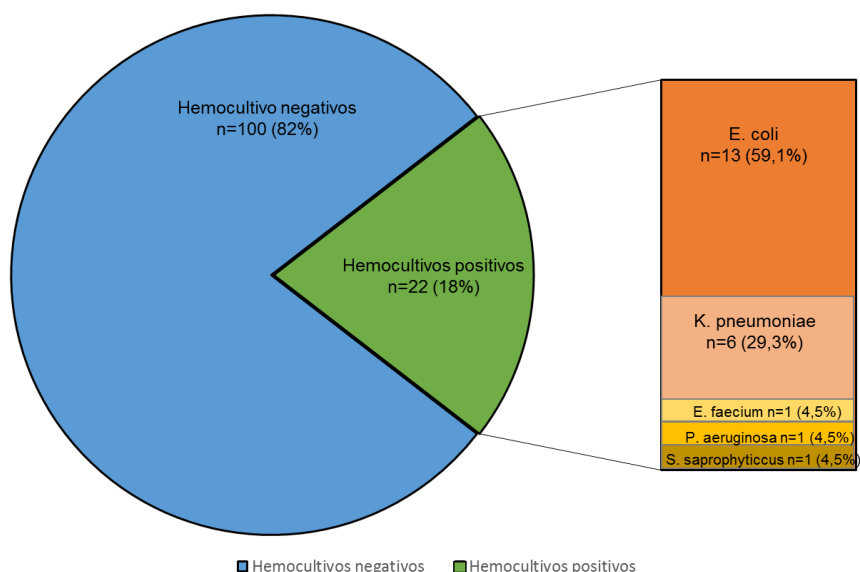 Hemocultivo negativos
n=100 (82%)
Hemocultivos positivos
n=22 (18%)
E. coli
n=13 (59,1%)
K. pneumoniae
n=6 (29,3%)
E. faecium n=1 (4,5%)
P. aeruginosa n=1 (4,5%)
S. saprophyticcus n=1 (4,5%)
Hemocultivos negativos
Hemocultivos positivos